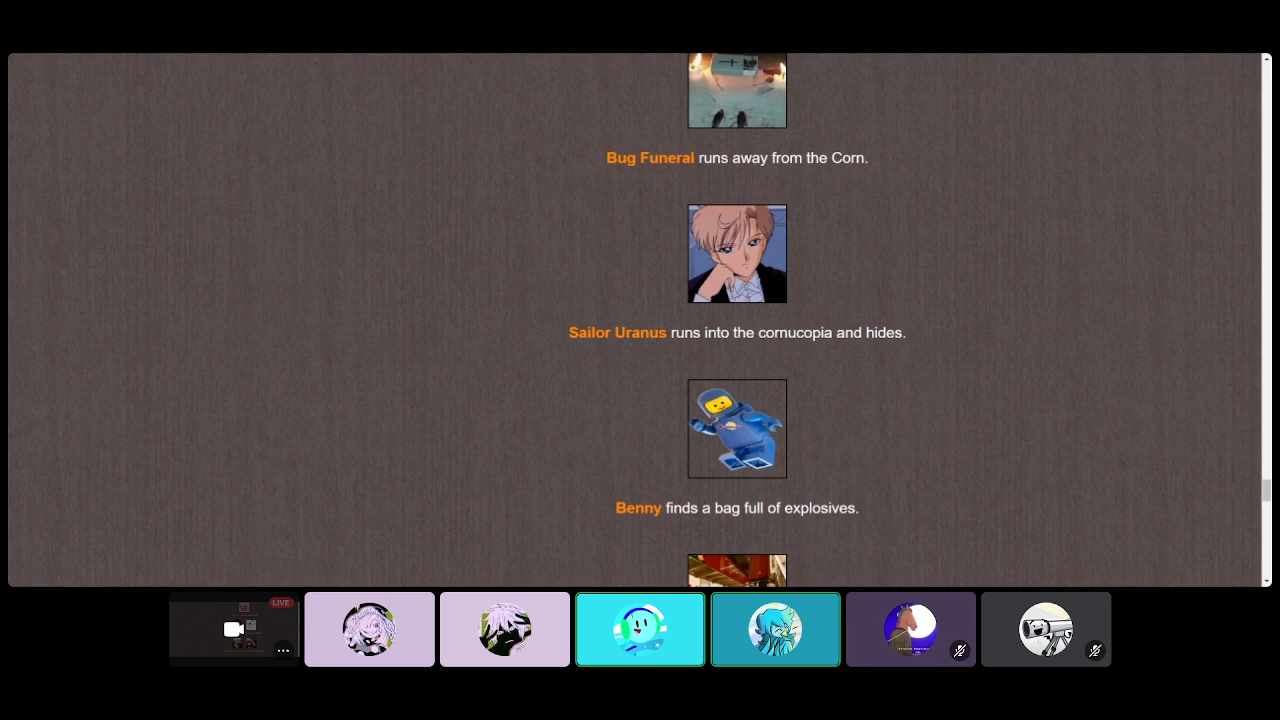 Bug Funeral runs away from the Corn.
Sailor Uranus runs into the cornucopia and hides.
Benny finds a bag full of explosives.
LIVE